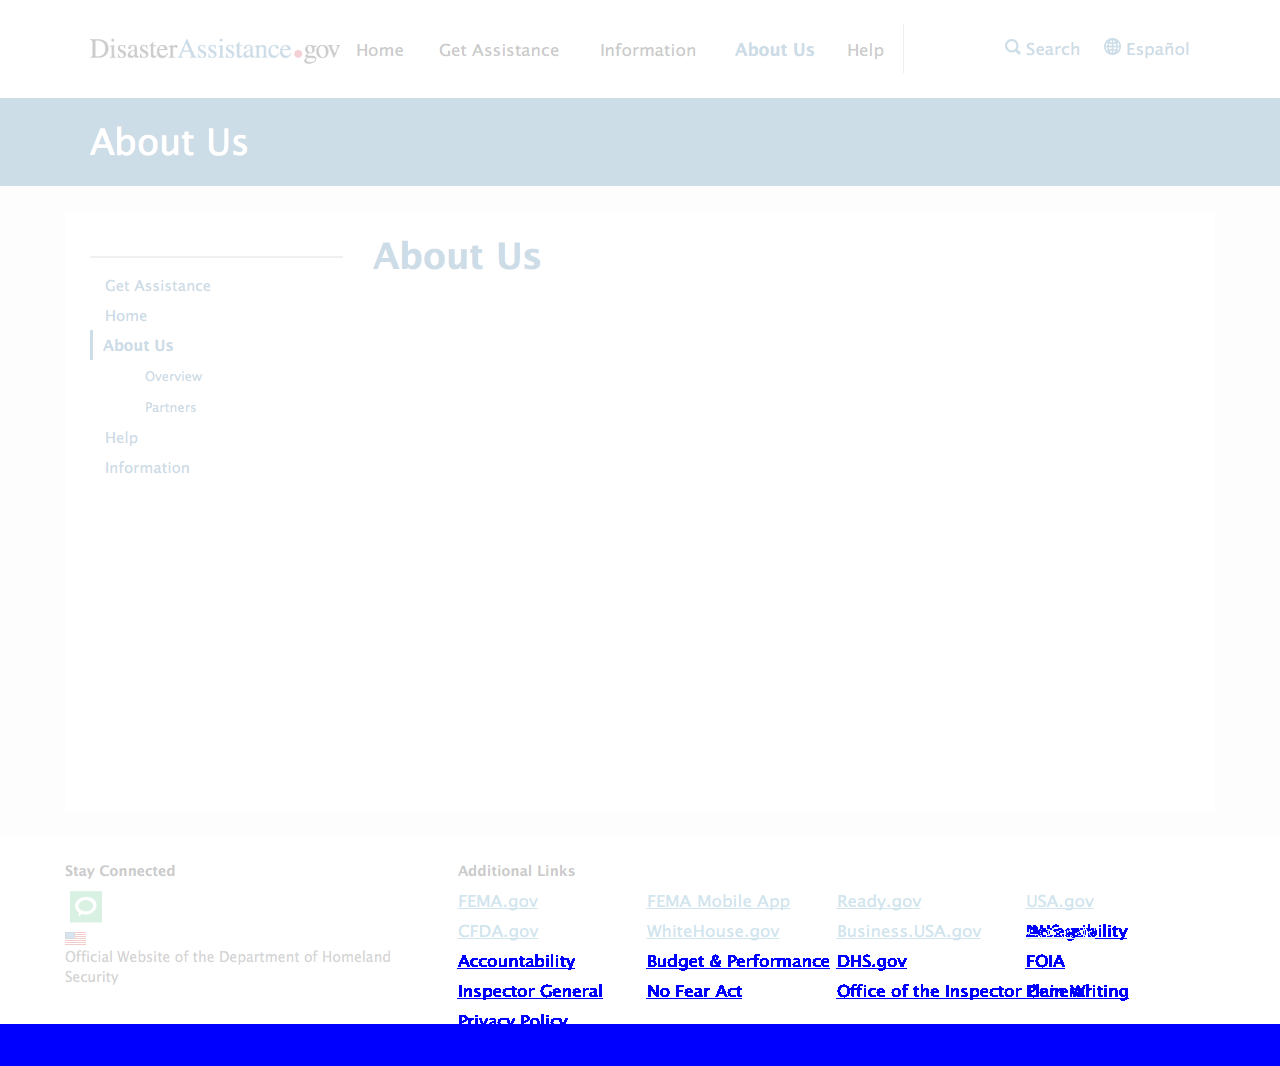 DisasterAssistance.gov Home Get Assistance Information About Us Help Search Español
About Us
About Us
Get Assistance
Home
About Us
Overview
Partners
Help
Information
Stay Connected
Official Website of the Department of Homeland
Security
Additional Links
FEMA.gov FEMA Mobile App Ready.gov USA.gov
CFDA.gov WhiteHouse.gov Business.USA.gov
Accountability Budget & Performance DHS.gov FOIA
Inspector General No Fear Act Office of the Inspector General Plain Writing
Privacy Policy